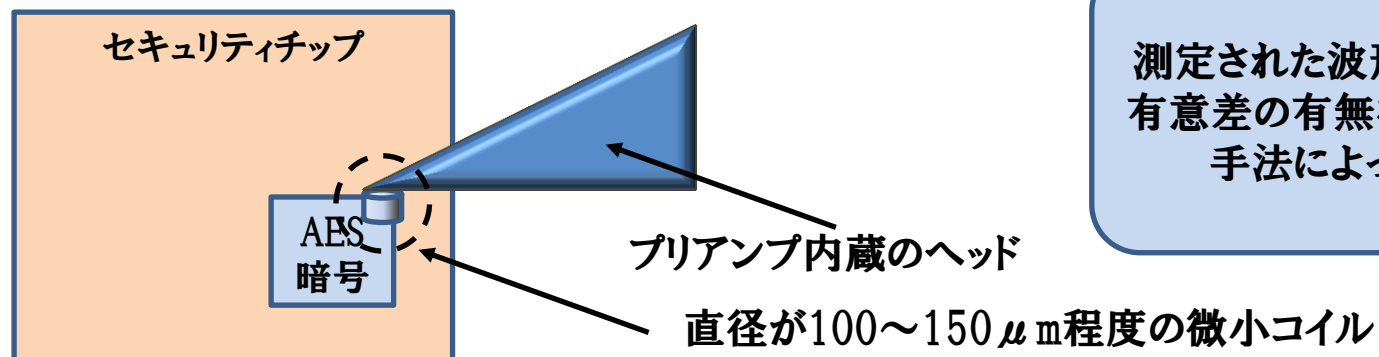 セキュリティチップ
測定された波形
有意差の有無
手法によっ
AES
暗号
プリアンプ内蔵のヘッド
直径が100～150μm程度の微小コイル